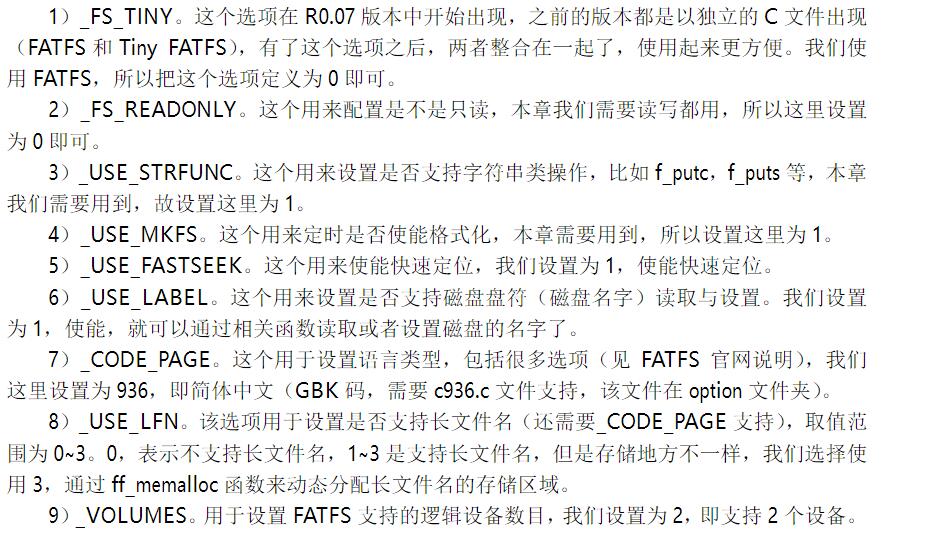 1）_FS_TINY。这个选项在 R0.07 版本中开始出现，之前的版本都是以独立的 C 文件出现
（FATFS 和 Tiny FATFS），有了这个选项之后，两者整合在一起了，使用起来更方便。我们使
用 FATFS，所以把这个选项定义为 0 即可。
2）_FS_READONLY。这个用来配置是不是只读，本章我们需要读写都用，所以这里设置
为 0 即可。
3）_USE_STRFUNC。这个用来设置是否支持字符串类操作，比如 f_putc，f_puts 等，本章
我们需要用到，故设置这里为 1。
4）_USE_MKFS。这个用来定时是否使能格式化，本章需要用到，所以设置这里为 1。
5）_USE_FASTSEEK。这个用来使能快速定位，我们设置为 1，使能快速定位。
6）_USE_LABEL。这个用来设置是否支持磁盘盘符（磁盘名字）读取与设置。我们设置
为 1，使能，就可以通过相关函数读取或者设置磁盘的名字了。
7）_CODE_PAGE。这个用于设置语言类型，包括很多选项（见 FATFS 官网说明），我们
这里设置为 936，即简体中文（GBK 码，需要 c936.c 文件支持，该文件在 option 文件夹）。
8）_USE_LFN。该选项用于设置是否支持长文件名（还需要_CODE_PAGE 支持），取值范
围为 0~3。0，表示不支持长文件名，1~3 是支持长文件名，但是存储地方不一样，我们选择使
用 3，通过 ff_memalloc 函数来动态分配长文件名的存储区域。
9）_VOLUMES。用于设置 FATFS 支持的逻辑设备数目，我们设置为 2，即支持 2 个设备。